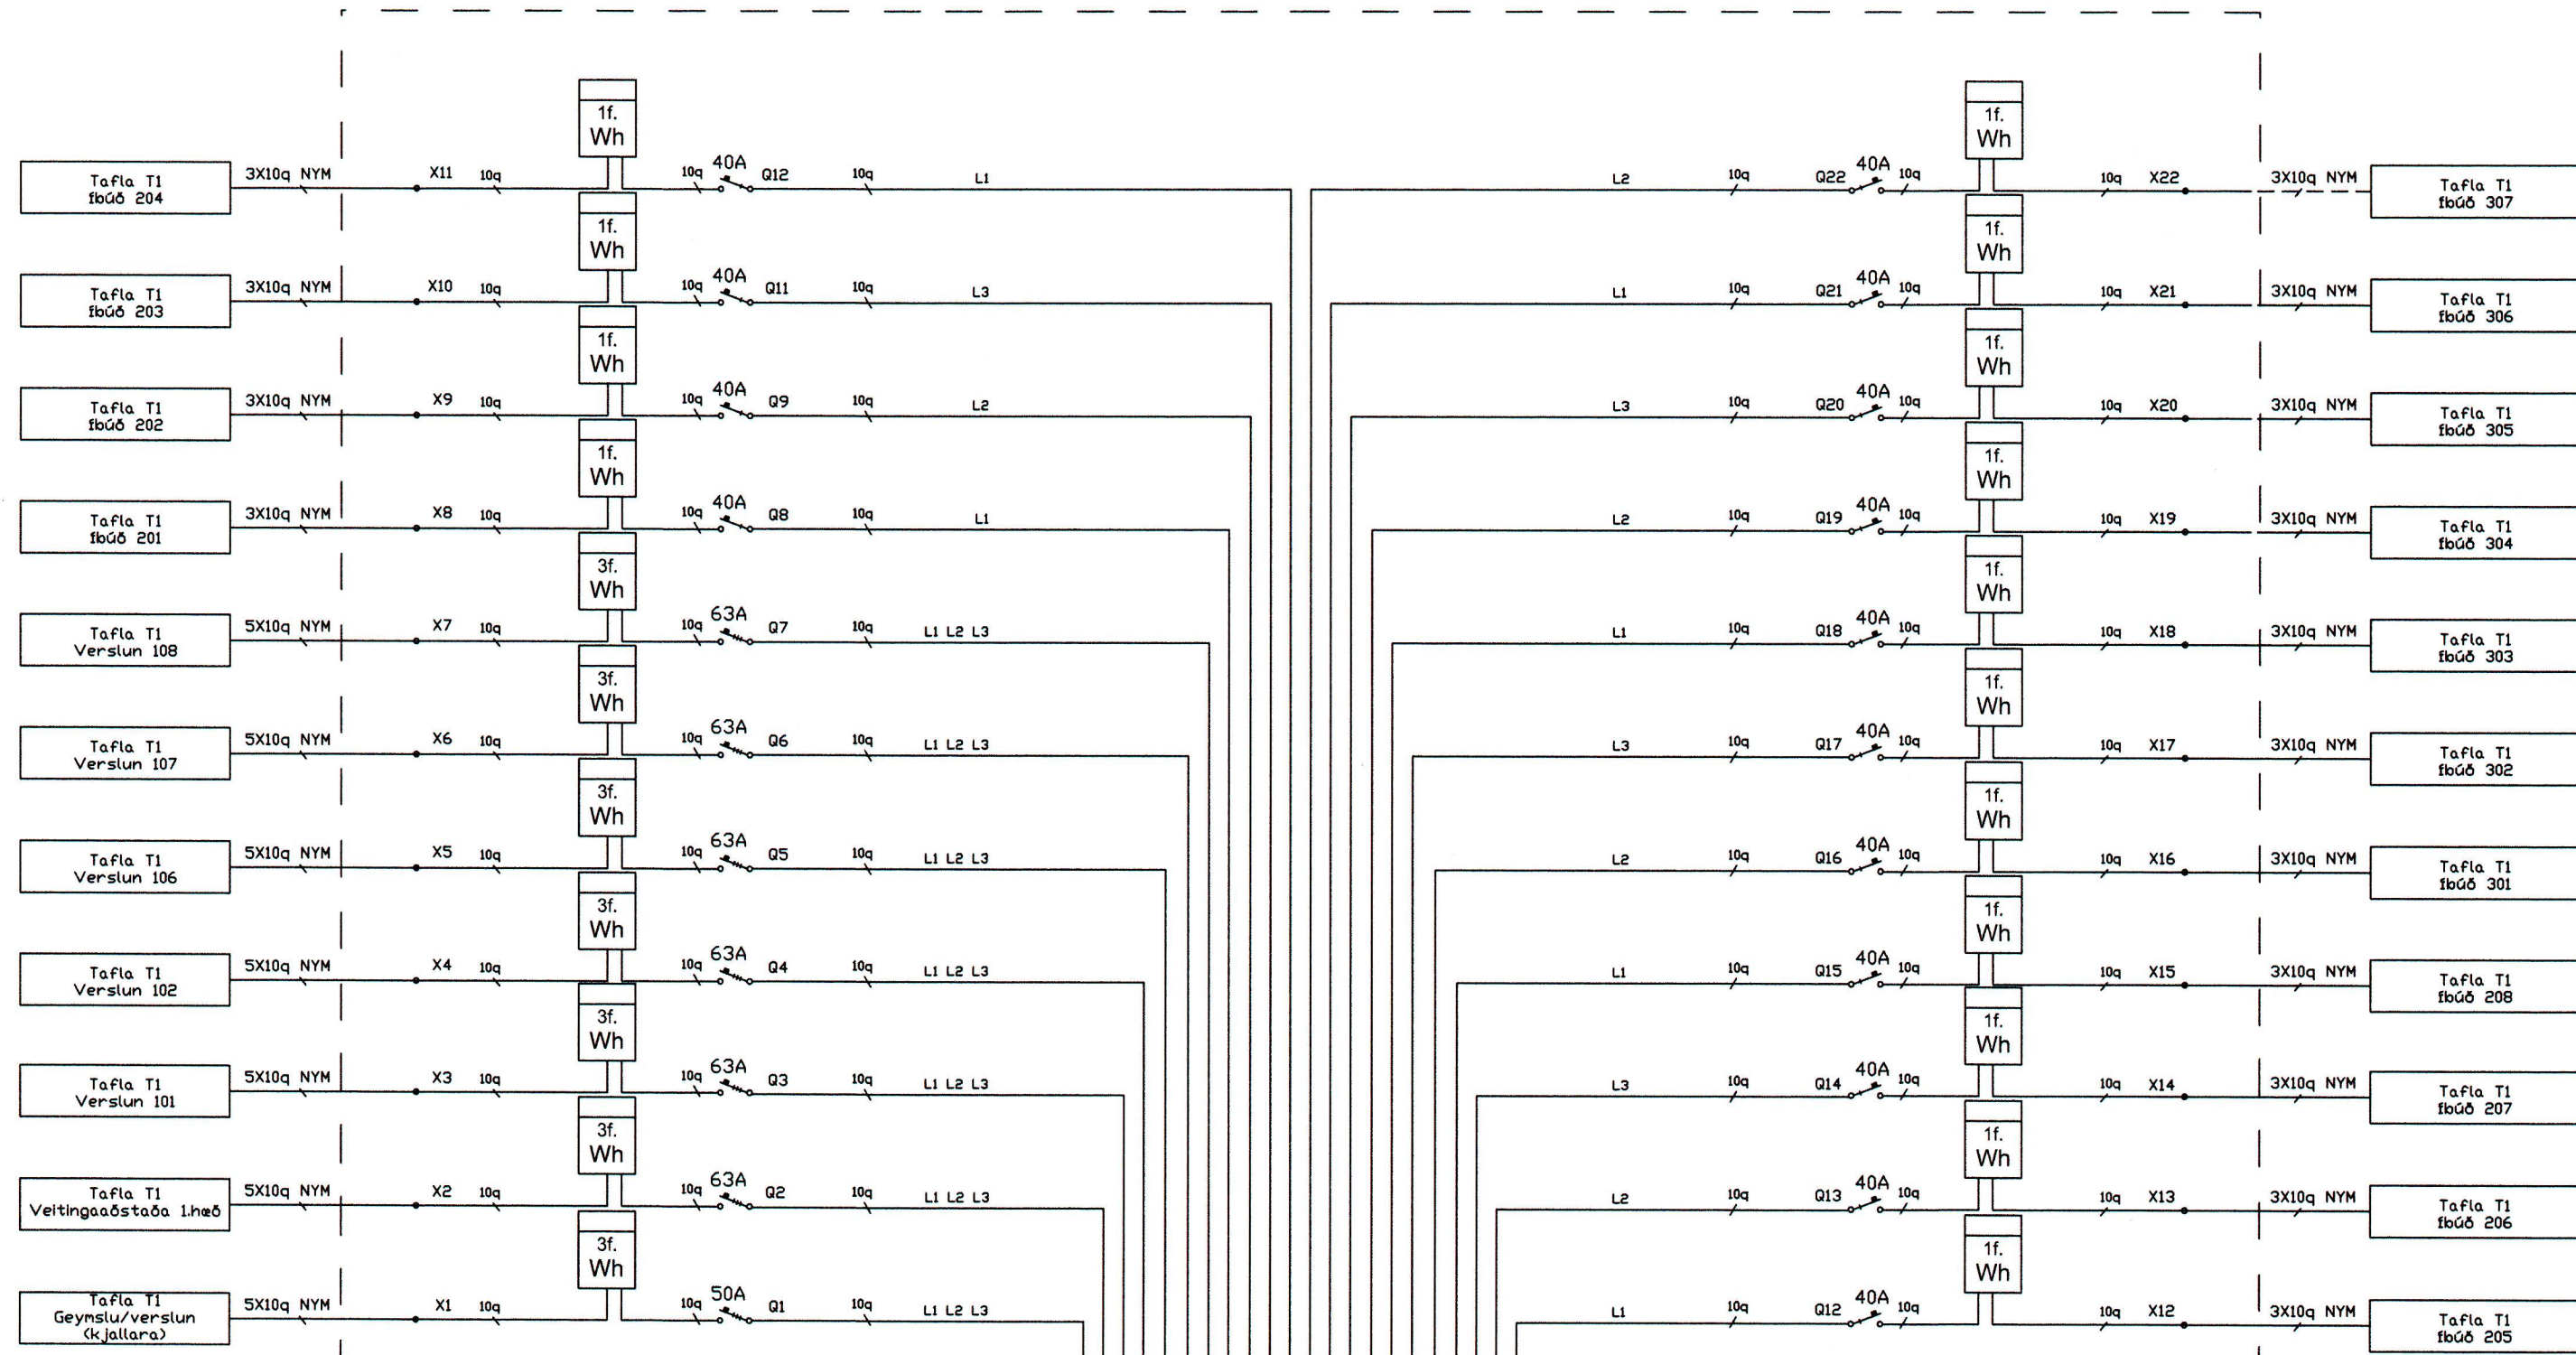 1f.
Wh
Tafla T1
Íbúð 204
3X10q NYM
X11
10q
10q
40A
Q12
10q
L1
1f.
Wh
Tafla T1
Íbúð 203
3X10q NYM
X10
10q
10q
40A
Q11
10q
L3
1f.
Wh
Tafla T1
Íbúð 202
3X10q NYM
X9
10q
10q
40A
Q9
10q
L2
1f.
Wh
Tafla T1
Íbúð 201
3X10q NYM
X8
10q
10q
40A
Q8
10q
L1
3f.
Wh
Tafla T1
Verslun 108
5X10q NYM
X7
10q
10q
63A
Q7
10q
L1 L2 L3
3f.
Wh
Tafla T1
Verslun 107
5X10q NYM
X6
10q
10q
63A
Q6
10q
L1 L2 L3
3f.
Wh
Tafla T1
Verslun 106
5X10q NYM
X5
10q
10q
63A
Q5
10q
L1 L2 L3
3f.
Wh
Tafla T1
Verslun 102
5X10q NYM
X4
10q
10q
63A
Q4
10q
L1 L2 L3
3f.
Wh
Tafla T1
Verslun 101
5X10q NYM
X3
10q
10q
63A
Q3
10q
L1 L2 L3
3f.
Wh
Tafla T1
Veitingaaðstaða 1.hæð
5X10q NYM
X2
10q
10q
63A
Q2
10q
L1 L2 L3
3f.
Wh
Tafla T1
Geymslu/verslun
(kjallara)
5X10q NYM
X1
10q
10q
50A
Q1
10q
L1 L2 L3
1f.
Wh
L2
10q
Q22
40A
10q
10q
X22
3X10q NYM
Tafla T1
Íbúð 307
1f.
Wh
L1
10q
Q21
40A
10q
10q
X21
3X10q NYM
Tafla T1
Íbúð 306
1f.
Wh
L3
10q
Q20
40A
10q
10q
X20
3X10q NYM
Tafla T1
Íbúð 305
1f.
Wh
L2
10q
Q19
40A
10q
10q
X19
3X10q NYM
Tafla T1
Íbúð 304
1f.
Wh
L1
10q
Q18
40A
10q
10q
X18
3X10q NYM
Tafla T1
Íbúð 303
1f.
Wh
L3
10q
Q17
40A
10q
10q
X17
3X10q NYM
Tafla T1
Íbúð 302
1f.
Wh
L2
10q
Q16
40A
10q
10q
X16
3X10q NYM
Tafla T1
Íbúð 301
1f.
Wh
L1
10q
Q15
40A
10q
10q
X15
3X10q NYM
Tafla T1
Íbúð 208
1f.
Wh
L3
10q
Q14
40A
10q
10q
X14
3X10q NYM
Tafla T1
Íbúð 207
1f.
Wh
L2
10q
Q13
40A
10q
10q
X13
3X10q NYM
Tafla T1
Íbúð 206
1f.
Wh
L1
10q
Q12
40A
10q
10q
X12
3X10q NYM
Tafla T1
Íbúð 205